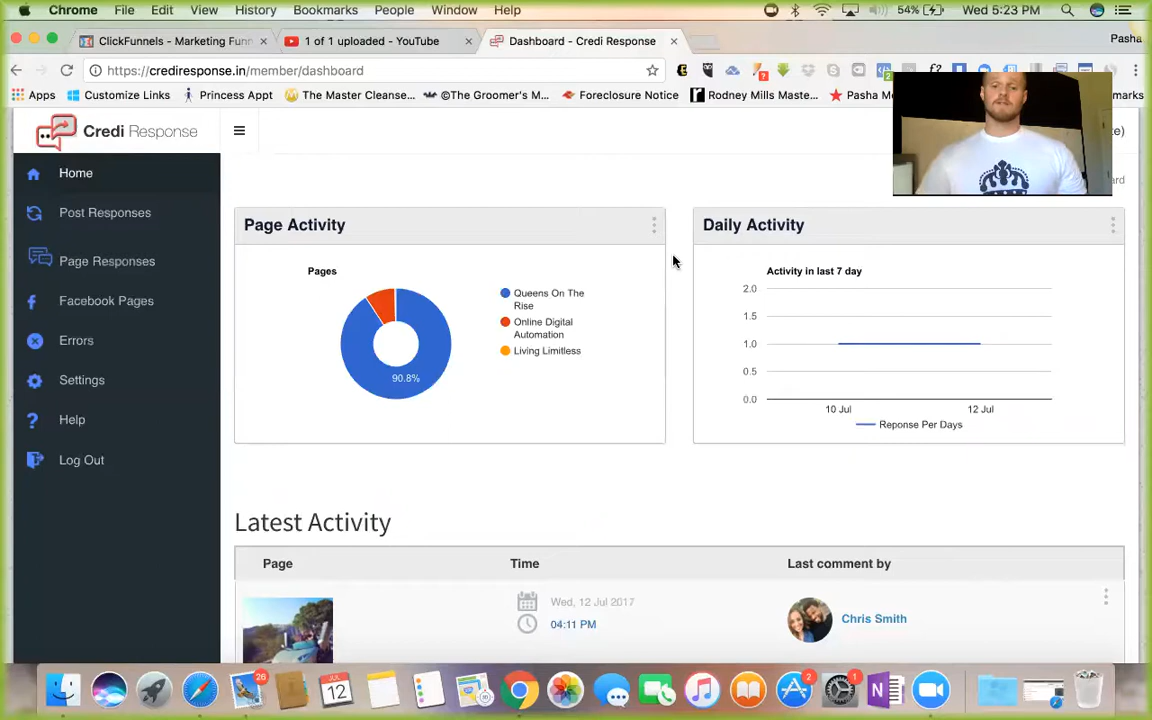 Chrome File Edit View History Bookmarks People Window Help 54% Wed 5:23 PM
ClickFunnels - Marketing Funn
1 of 1 uploaded - YouTube
Dashboard - Credi Response
Pasha
https://crediresponse.in/member/dashboard
Apps Customize Links Princess Appt The Master Cleanse... ©The Groomer's M... Foreclosure Notice Rodney Mills Maste... Pasha M
Credi Response
Home
Post Responses
Page Responses
Facebook Pages
Errors
Settings
Help
Log Out
Page Activity
Pages
90.8%
Queens On The
Rise
Online Digital
Automation
Living Limitless
Daily Activity
Activity in last 7 day
2.0
1.5
1.0
0.5
0.0
10 Jul 12 Jul
Reponse Per Days
Latest Activity
Page Time Last comment by
Wed, 12 Jul 2017
04:11 PM
Chris Smith
26
JUL
12
2
1